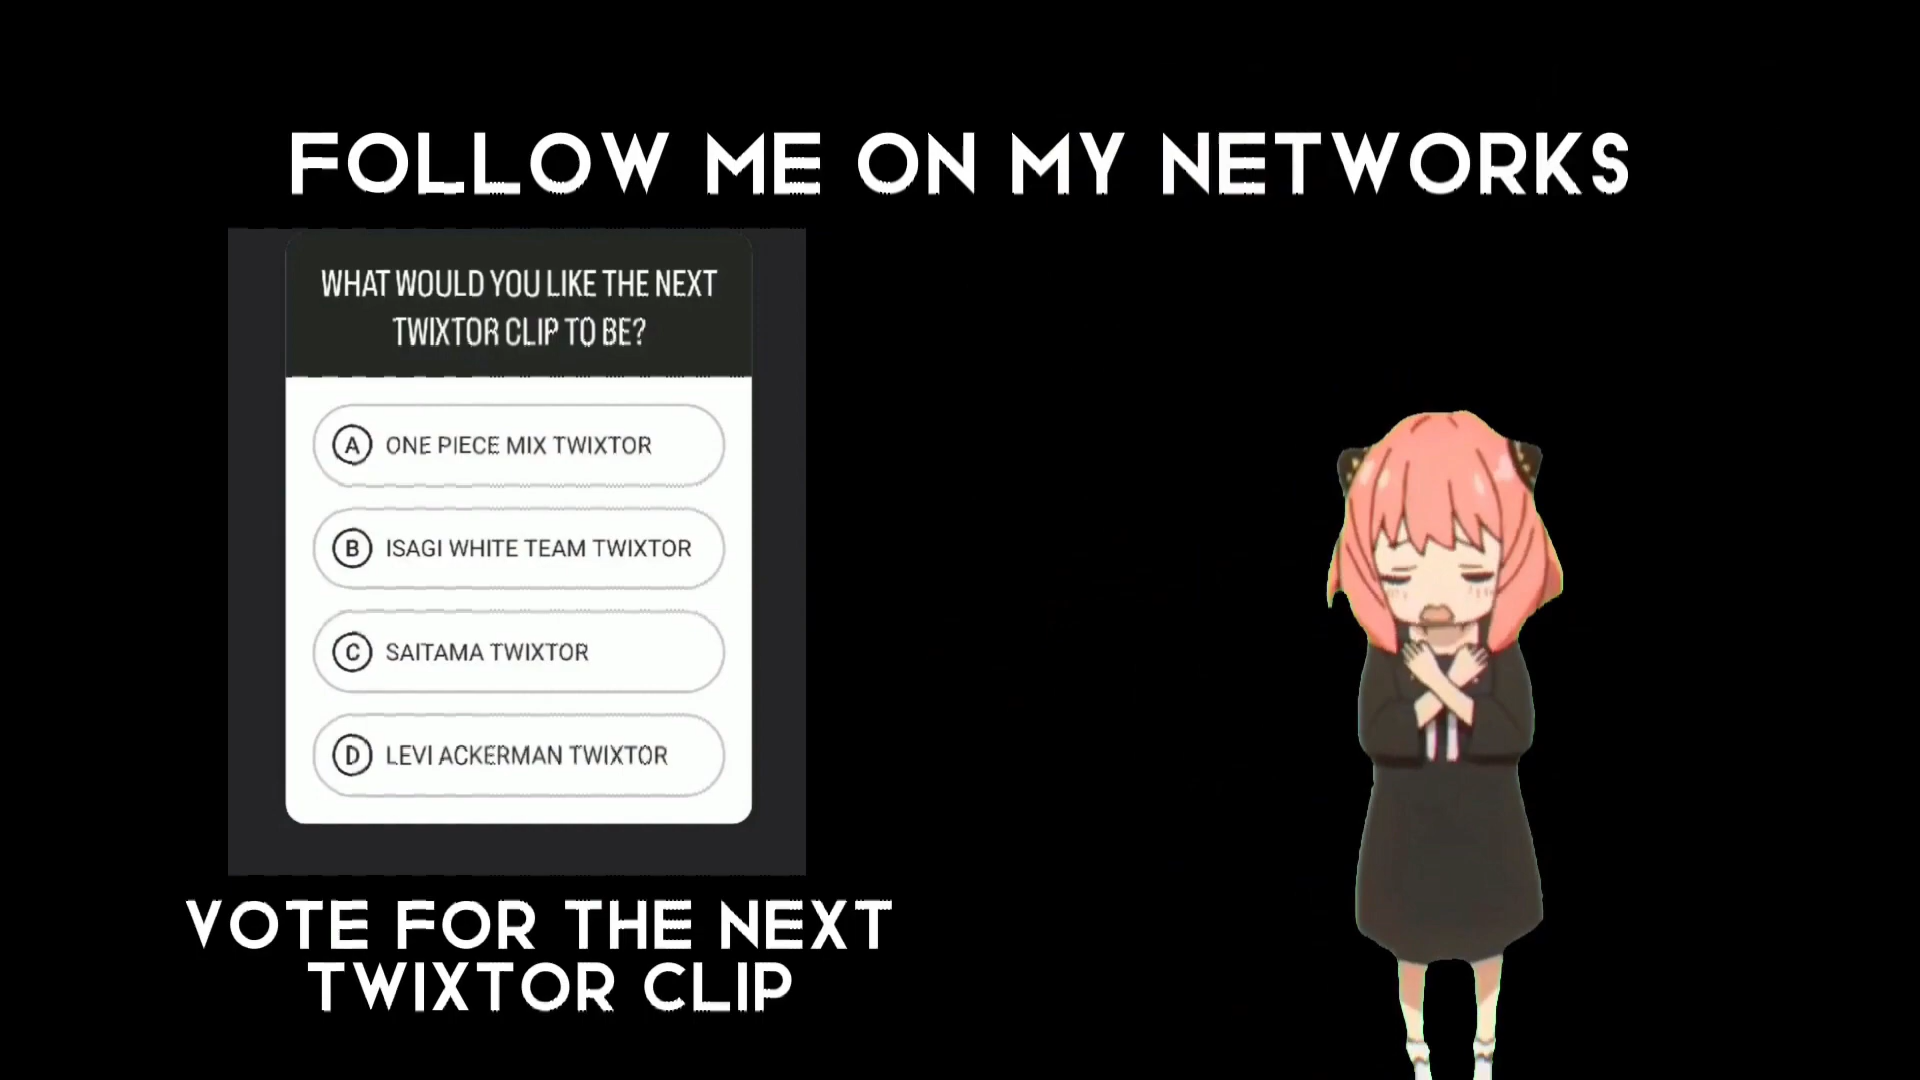 FOLLOW ME ON MY NETWORKS
WHAT WOULD YOU LIKE THE NEXT
TWIXTOR CLIP TO BE?
A ONE PIECE MIX TWIXTOR
B ISAGI WHITE TEAM TWIXTOR
C SAITAMA TWIXTOR
D LEVI ACKERMAN TWIXTOR
VOTE FOR THE NEXT
TWIXTOR CLIP